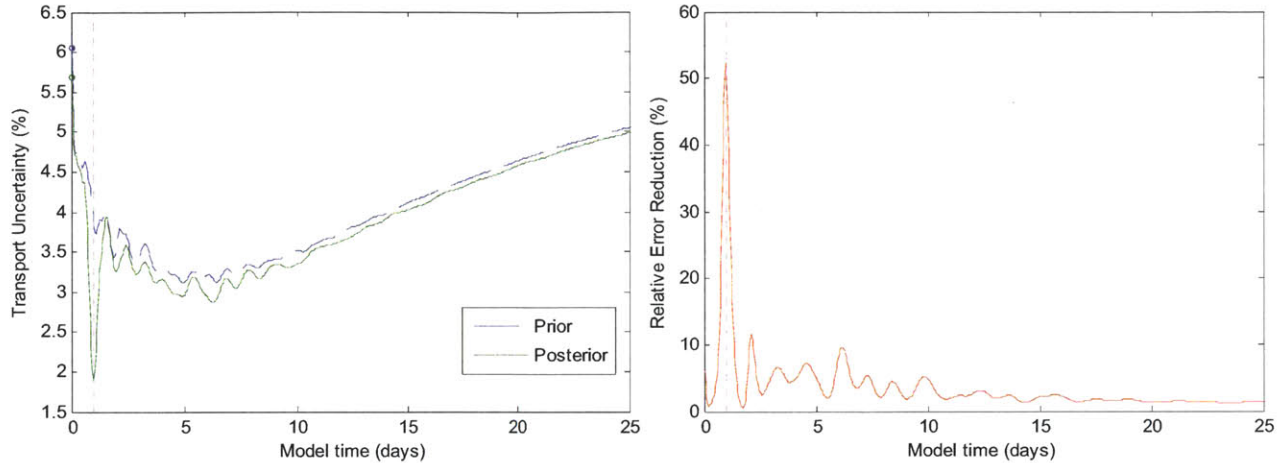 Transport Uncertainty (%)
6.5
6
5.5
5
4.5
4
3.5
3
2.5
2
1.5
Prior
Posterior
0 5 10 15 20 25
Model time (days)
Relative Error Reduction (%)
60
50
40
30
20
10
0
0 5 10 15 20 25
Model time (days)